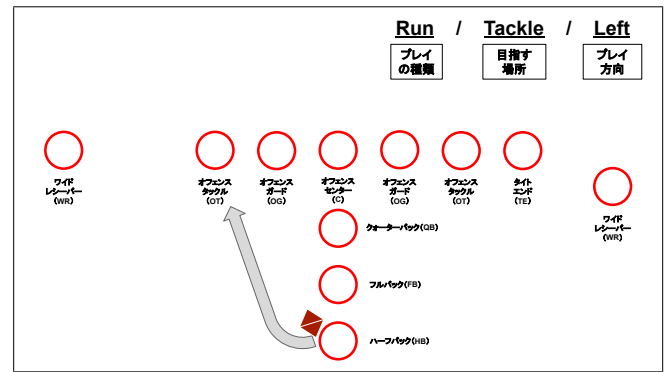 Run / Tackle / Left
プレイ
の種類
目指す
場所
プレイ
方向
ワイド
レシーバー
(WR)
オフェンス
タックル
(OT)
オフェンス
ガード
(OG)
オフェンス
センター
(C)
オフェンス
ガード
(OG)
オフェンス
タックル
(OT)
タイト
エンド
(TE)
ワイド
レシーバー
(WR)
クォーターバック(QB)
フルバック(FB)
ハーフバック(HB)